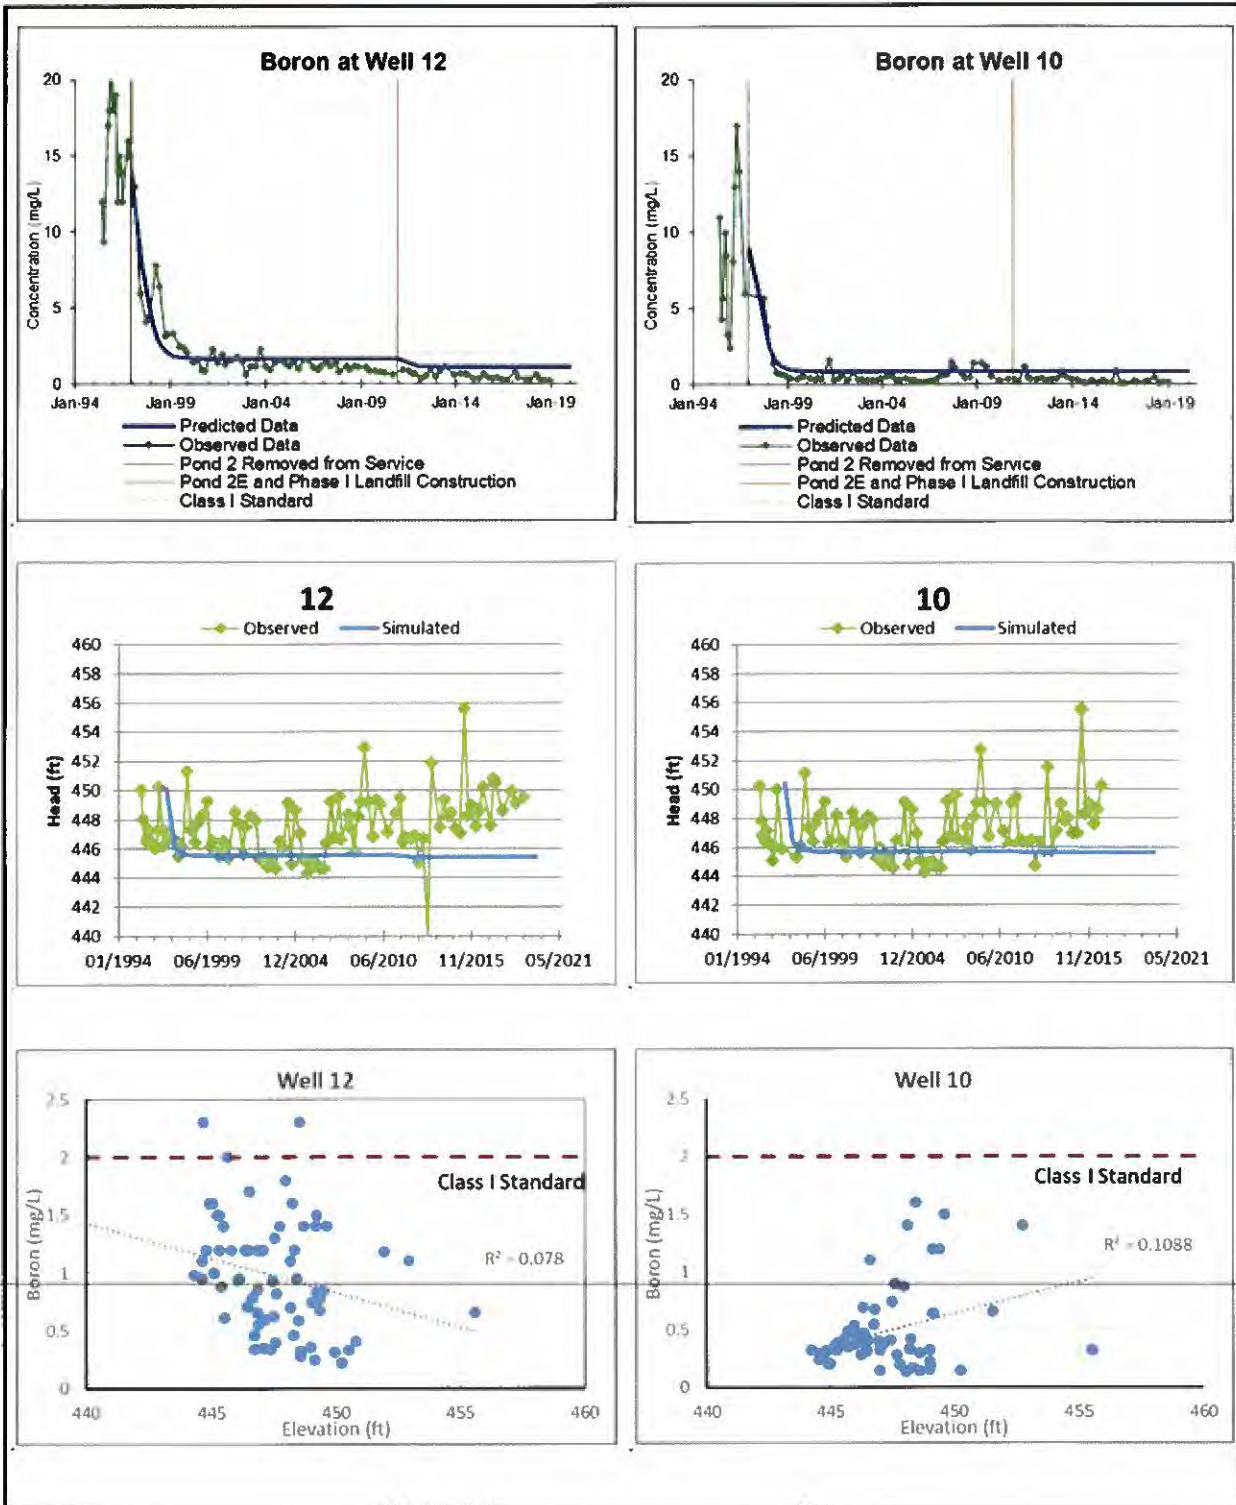 Boron at Well 12
20
15
10
5
0
Concentration (mg/L)
Jan-94 Jan-99 Jan-04 Jan-09 Jan-14 Jan-19
Predicted Data
Observed Data
Pond 2 Removed from Service
Pond 2E and Phase I Landfill Construction
Class I Standard
Boron at Well 10
20
15
10
5
0
Concentration (mg/L)
Jan-94 Jan-99 Jan-04 Jan-09 Jan-14 Jan-19
Predicted Data
Observed Data
Pond 2 Removed from Service
Pond 2E and Phase I Landfill Construction
Class I Standard
12
Observed Simulated
460
458
456
454
452
450
448
446
444
442
440
Head (ft)
01/1994 06/1999 12/2004 06/2010 11/2015 05/2021
10
Observed Simulated
460
458
456
454
452
450
448
446
444
442
440
Head (ft)
01/1994 06/1999 12/2004 06/2010 11/2015 05/2021
Well 12
2.5
2
1.5
1
0.5
0
Boron (mg/L)
Class I Standard
R² = 0.078
440 445 450 455 460
Elevation (ft)
Well 10
2.5
2
1.5
1
0.5
0
Boron (mg/L)
Class I Standard
R² = 0.1088
440 445 450 455 460
Elevation (ft)